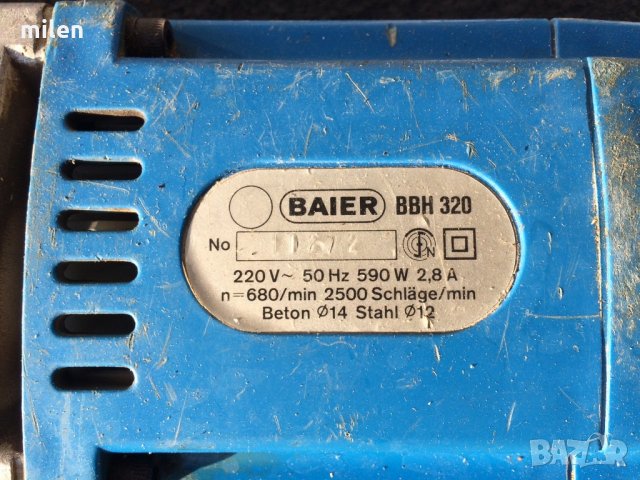 milen
BAIER BBH 320
No
220 V~ 50 Hz 590 W 2,8 A
n=680/min 2500 Schläge/min
Beton Ø14 Stahl Ø12
BAZAR